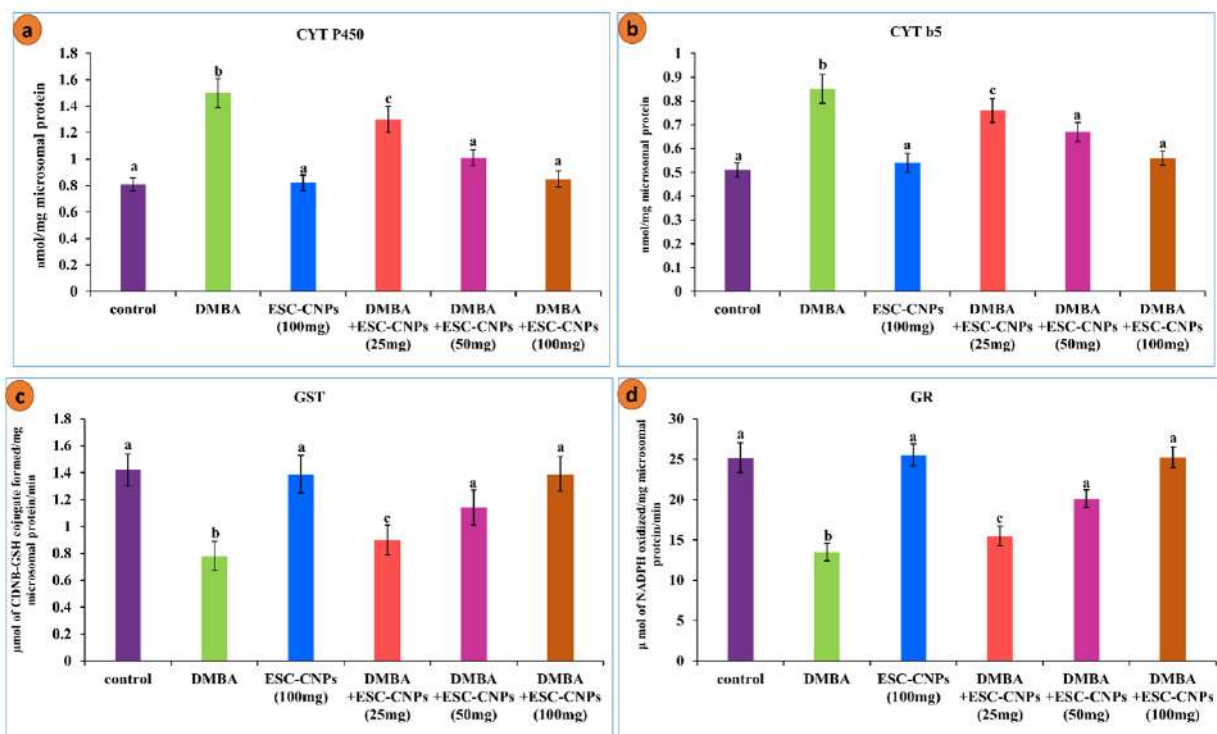 a
CYT P450
nmol/mg microsomal protein
1.8
1.6
1.4
1.2
1
0.8
0.6
0.4
0.2
0
a
b
a
c
a
a
control
DMBA
ESC-CNPs
(100mg)
DMBA
+ESC-CNPs
(25mg)
DMBA
+ESC-CNPs
(50mg)
DMBA
+ESC-CNPs
(100mg)
b
CYT b5
nmol/mg microsomal protein
1
0.9
0.8
0.7
0.6
0.5
0.4
0.3
0.2
0.1
0
a
b
a
c
a
a
control
DMBA
ESC-CNPs
(100mg)
DMBA
+ESC-CNPs
(25mg)
DMBA
+ESC-CNPs
(50mg)
DMBA
+ESC-CNPs
(100mg)
c
GST
µmol of CDNB-GSH cojugate formed/mg
microsomal protein/min
1.8
1.6
1.4
1.2
1
0.8
0.6
0.4
0.2
0
a
b
a
c
a
a
control
DMBA
ESC-CNPs
(100mg)
DMBA
+ESC-CNPs
(25mg)
DMBA
+ESC-CNPs
(50mg)
DMBA
+ESC-CNPs
(100mg)
d
GR
µ mol of NADPH oxidized/mg microsomal
protein/min
30
25
20
15
10
5
0
a
b
a
c
a
a
control
DMBA
ESC-CNPs
(100mg)
DMBA
+ESC-CNPs
(25mg)
DMBA
+ESC-CNPs
(50mg)
DMBA
+ESC-CNPs
(100mg)